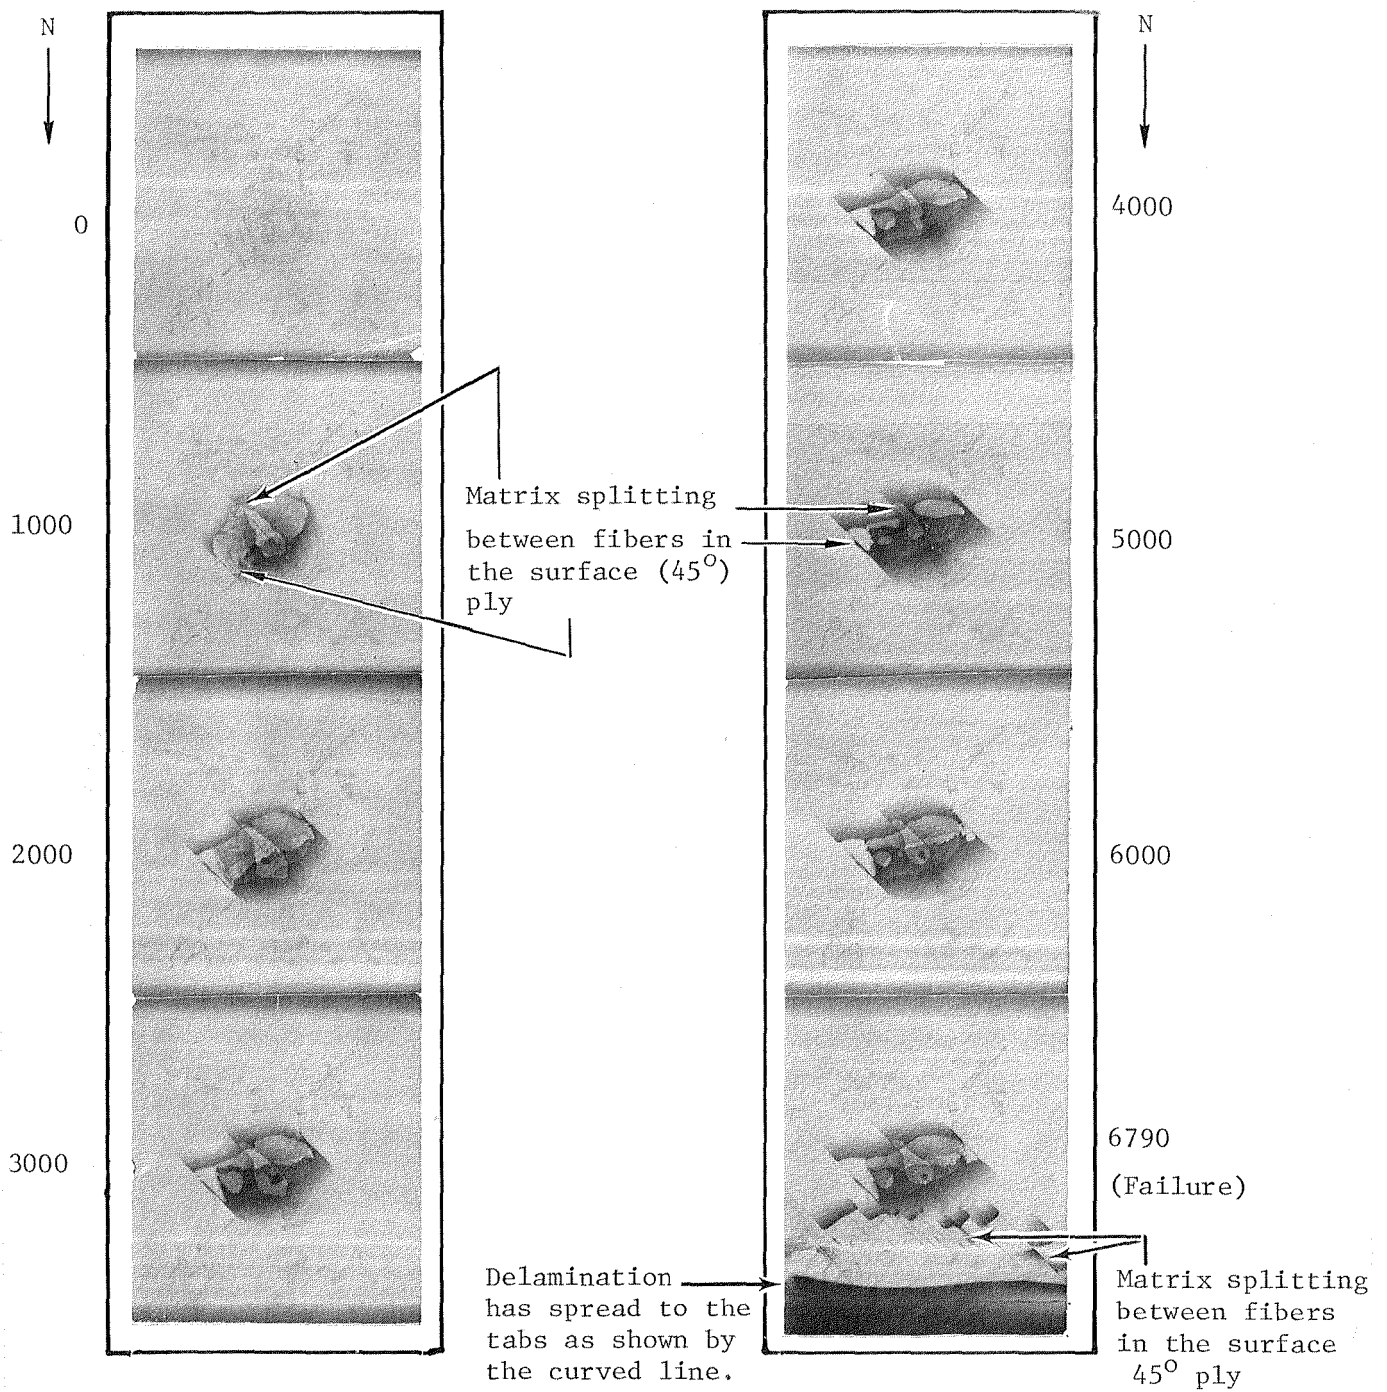 N
0
1000
2000
3000
Matrix splitting
between fibers in
the surface (45°)
ply
N
4000
5000
6000
6790
(Failure)
Delamination
has spread to the
tabs as shown by
the curved line.
Matrix splitting
between fibers
in the surface
45° ply